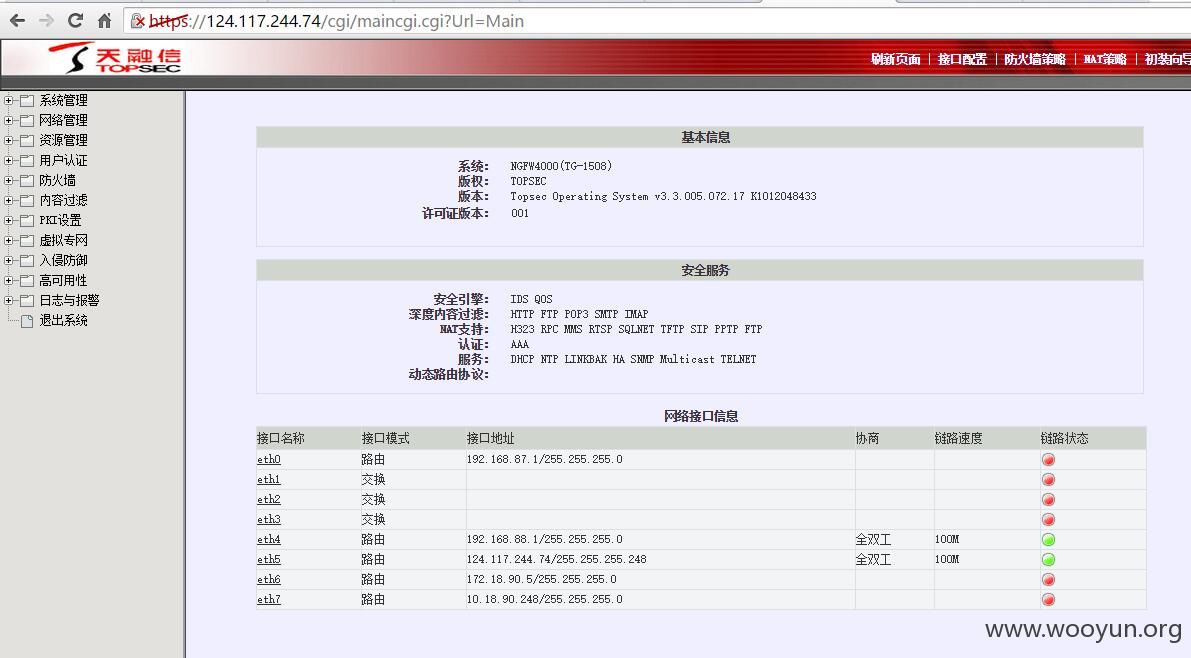 https://124.117.244.74/cgi/maincgi.cgi?Url=Main
天融信
TOPSEC
刷新页面 | 接口配置 | 防火墙策略 | NAT策略 | 初装向导
系统管理
网络管理
资源管理
用户认证
防火墙
内容过滤
PKI设置
虚拟专网
入侵防御
高可用性
日志与报警
退出系统
基本信息
系统： NGFW4000(TG-1508)
版权： TOPSEC
版本： Topsec Operating System v3.3.005.072.17 K1012048433
许可证版本： 001
安全服务
安全引擎： IDS QOS
深度内容过滤： HTTP FTP POP3 SMTP IMAP
NAT支持： H323 RPC MMS RTSP SQLNET TFTP SIP PPTP FTP
认证： AAA
服务： DHCP NTP LINKBAK HA SNMP Multicast TELNET
动态路由协议：
网络接口信息
接口名称 接口模式 接口地址 协商 链路速度 链路状态
eth0 路由 192.168.87.1/255.255.255.0
eth1 交换
eth2 交换
eth3 交换
eth4 路由 192.168.88.1/255.255.255.0 全双工 100M
eth5 路由 124.117.244.74/255.255.255.248 全双工 100M
eth6 路由 172.18.90.5/255.255.255.0
eth7 路由 10.18.90.248/255.255.255.0
www.wooyun.org